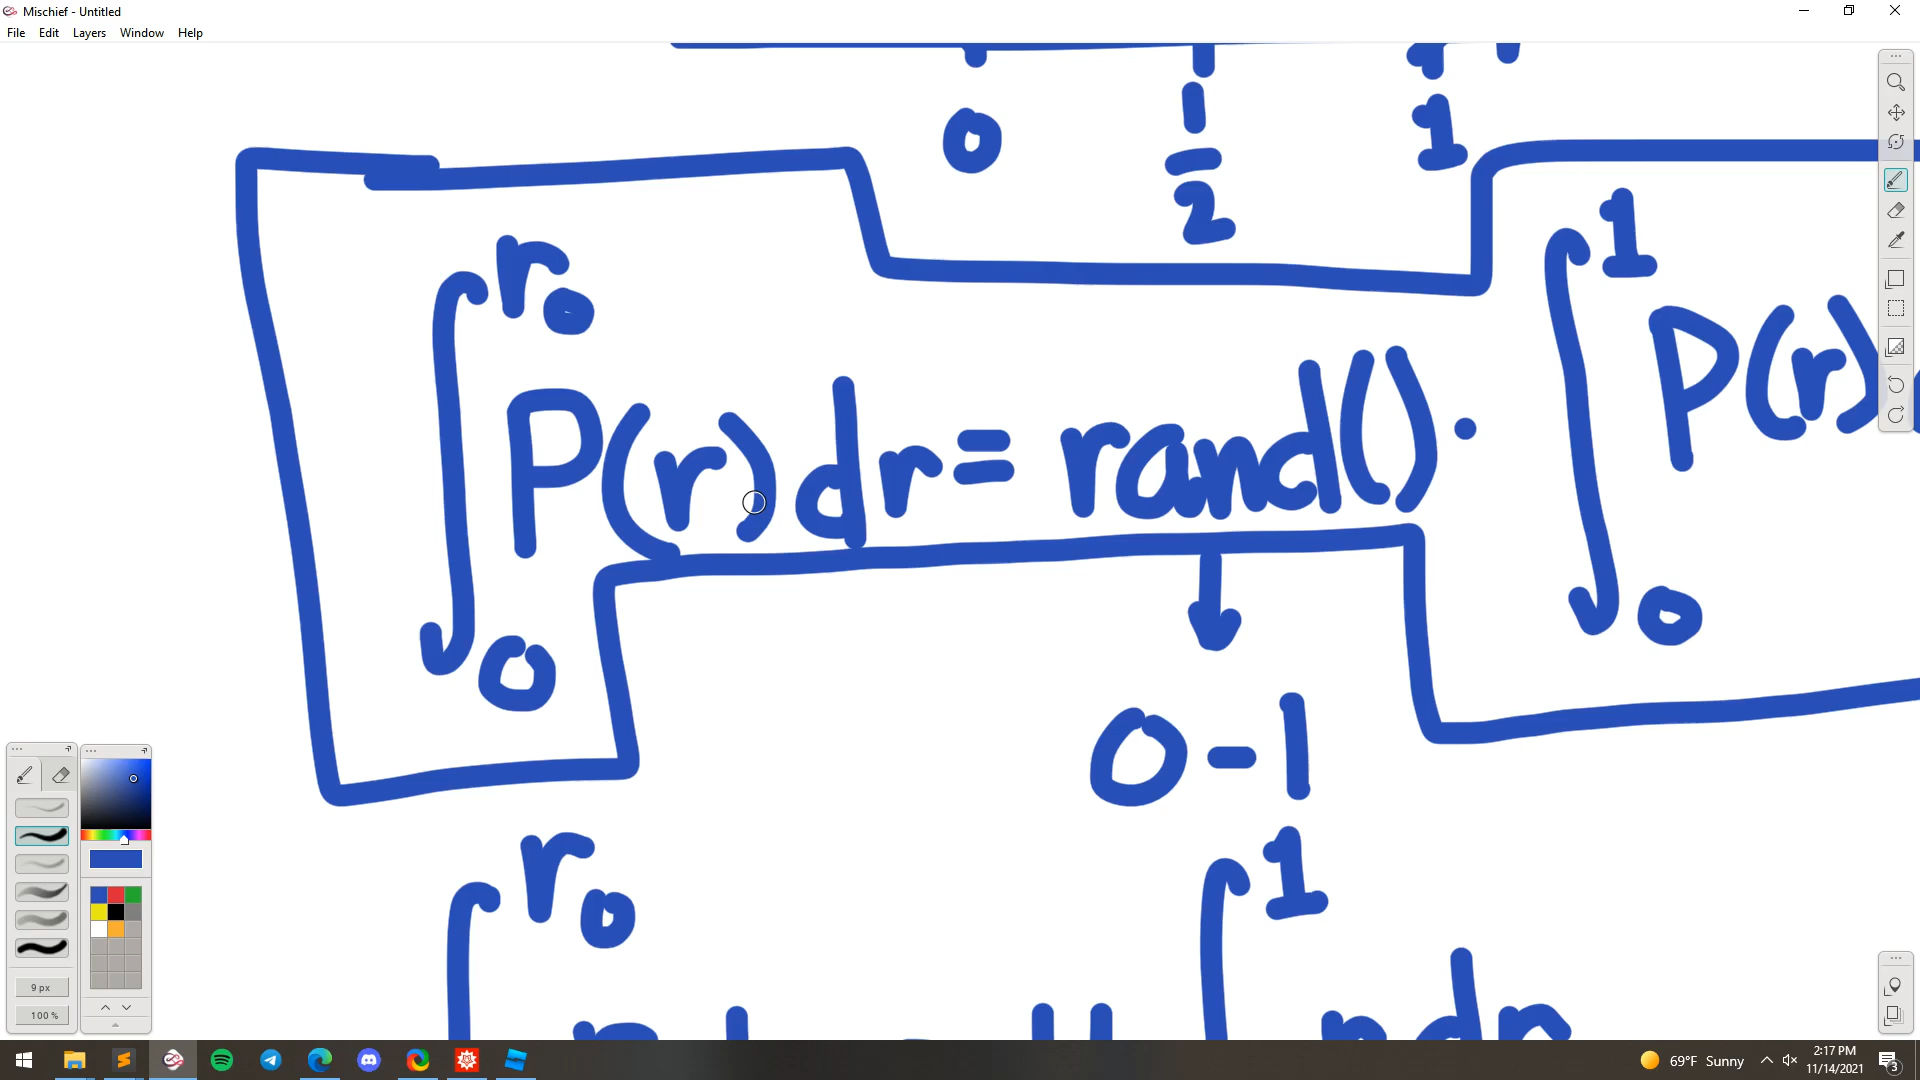 Mischief - Untitled
File Edit Layers Window Help
0 1/2 1
∫₀^r₀ P(r)dr = rand() · ∫₀^1 P(r)
0-1
r₀ 1
9 px
100 %
69°F Sunny
2:17 PM
11/14/2021
3